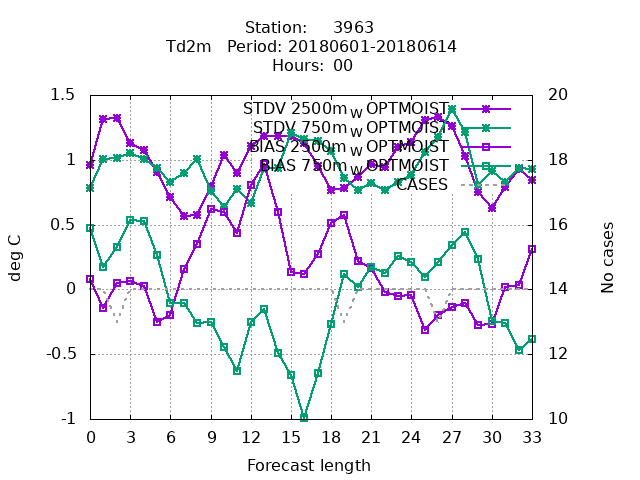 Station: 3963
Td2m Period: 20180601-20180614
Hours: 00
1.5
1
0.5
0
-0.5
-1
20
18
16
14
12
10
0 3 6 9 12 15 18 21 24 27 30 33
deg C
No cases
Forecast length
STDV 2500m_W OPTMOIST
STDV 750m_W OPTMOIST
BIAS 2500m_W OPTMOIST
BIAS 750m_W OPTMOIST
CASES